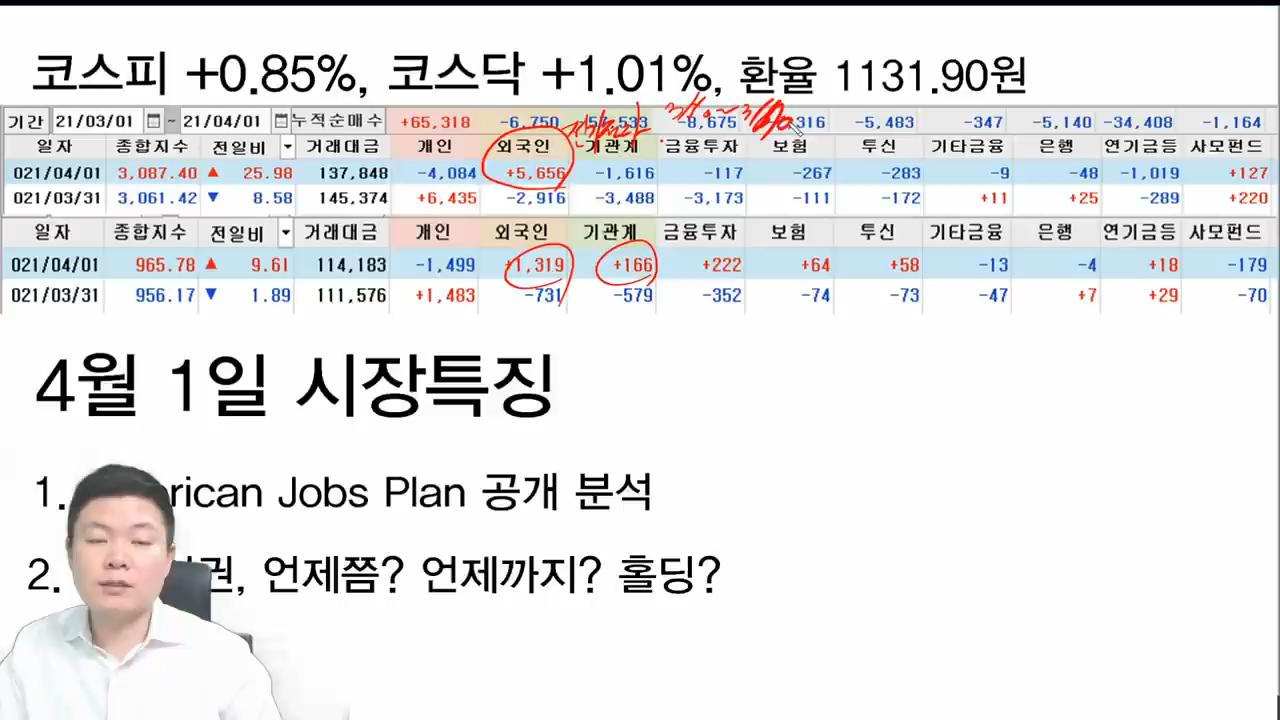 코스피 +0.85%, 코스닥 +1.01%, 환율 1131.90원
기간 21/03/01 ~ 21/04/01 누적순매수 +65,318 -6,750 -8,675 -5,483 -347 -5,140 -34,408 -1,164
일자 종합지수 전일비 거래대금 개인 외국인 기관계 금융투자 보험 투신 기타금융 은행 연기금등 사모펀드
021/04/01 3,087.40 ▲ 25.98 137,848 -4,084 +5,656 -1,616 -117 -267 -283 -9 -48 -1,019 +127
021/03/31 3,061.42 ▼ 8.58 145,374 +6,435 -2,916 -3,488 -3,173 -111 -172 +11 +25 -289 +220
일자 종합지수 전일비 거래대금 개인 외국인 기관계 금융투자 보험 투신 기타금융 은행 연기금등 사모펀드
021/04/01 965.78 ▲ 9.61 114,183 -1,499 +1,319 +166 +222 +64 +58 -13 -4 +18 -179
021/03/31 956.17 ▼ 1.89 111,576 +1,483 -731 -579 -352 -74 -73 -47 +7 +29 -70
4월 1일 시장특징
1. rican Jobs Plan 공개 분석
2. 권, 언제쯤? 언제까지? 홀딩?